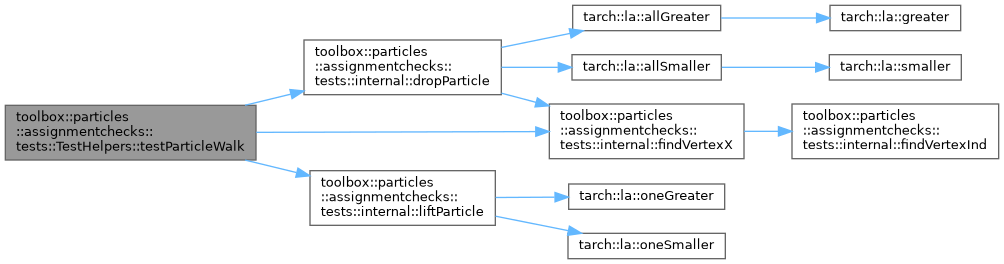 toolbox::particles
::assignmentchecks::
tests::TestHelpers::testParticleWalk
toolbox::particles
::assignmentchecks::
tests::internal::dropParticle
tarch::la::allGreater
tarch::la::greater
tarch::la::allSmaller
tarch::la::smaller
toolbox::particles
::assignmentchecks::
tests::internal::findVertexX
toolbox::particles
::assignmentchecks::
tests::internal::findVertexInd
toolbox::particles
::assignmentchecks::
tests::internal::liftParticle
tarch::la::oneGreater
tarch::la::oneSmaller